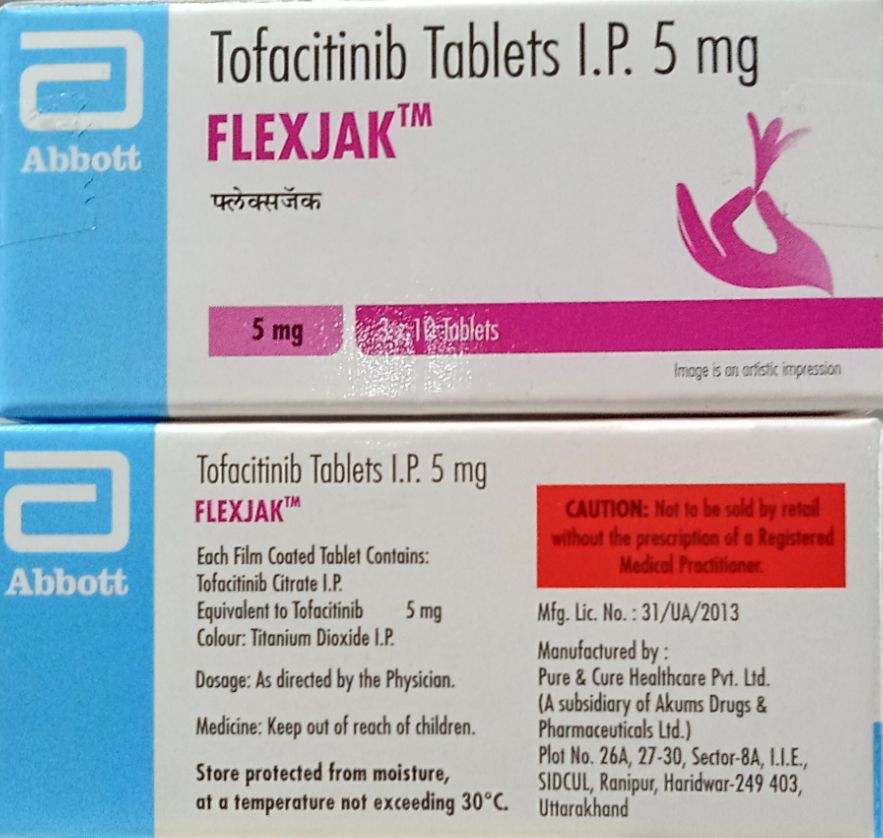 Abbott
Tofacitinib Tablets I.P. 5 mg
FLEXJAK™
फ्लेक्सजॅक
5 mg
3 x 10 Tablets
Image is an artistic impression
Abbott
Tofacitinib Tablets I.P. 5 mg
FLEXJAK™
Each Film Coated Tablet Contains:
Tofacitinib Citrate I.P.
Equivalent to Tofacitinib 5 mg
Colour: Titanium Dioxide I.P.
Dosage: As directed by the Physician.
Medicine: Keep out of reach of children.
Store protected from moisture,
at a temperature not exceeding 30°C.
CAUTION: Not to be sold by retail
without the prescription of a Registered
Medical Practitioner.
Mfg. Lic. No. : 31/UA/2013
Manufactured by :
Pure & Cure Healthcare Pvt. Ltd.
(A subsidiary of Akums Drugs &
Pharmaceuticals Ltd.)
Plot No. 26A, 27-30, Sector-8A, I.I.E.,
SIDCUL, Ranipur, Haridwar-249 403,
Uttarakhand